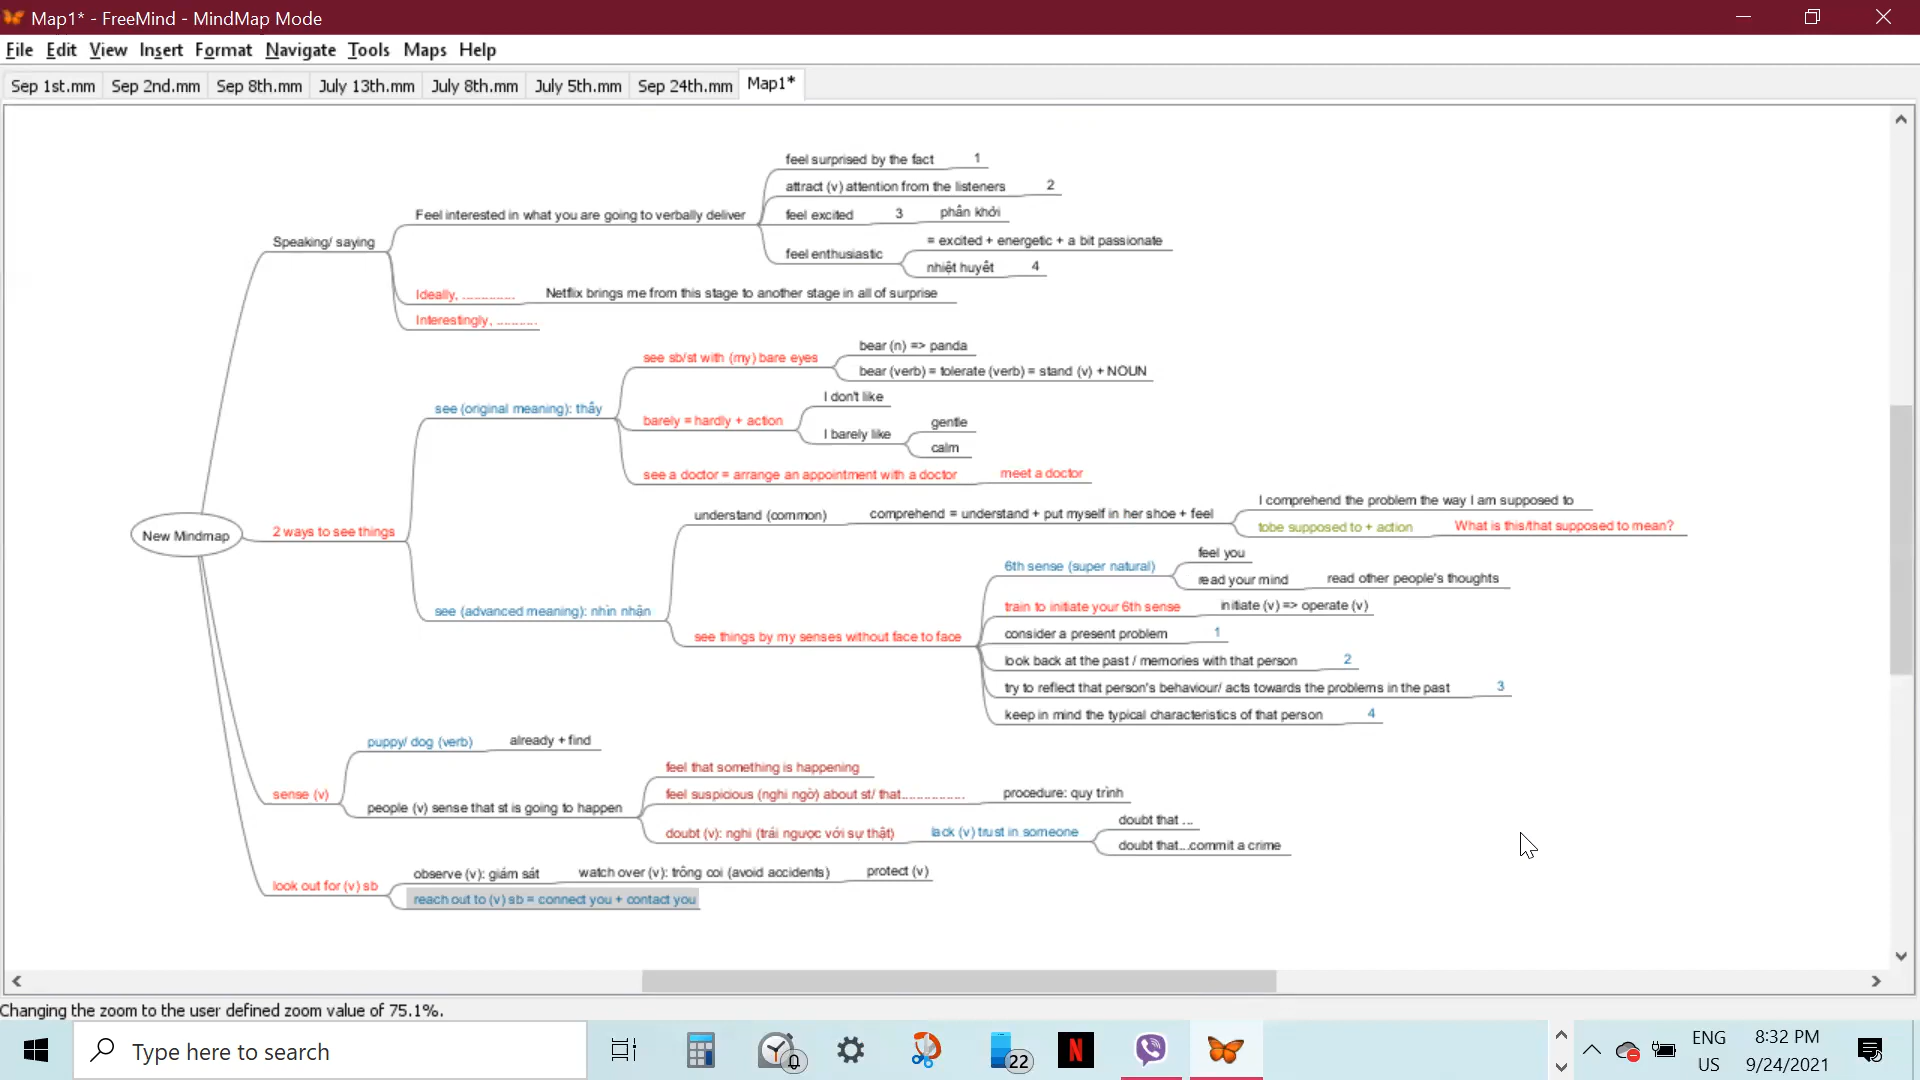 Map1* - FreeMind - MindMap Mode
File Edit View Insert Format Navigate Tools Maps Help
Sep 1st.mm Sep 2nd.mm Sep 8th.mm July 13th.mm July 8th.mm July 5th.mm Sep 24th.mm Map1*
New Mindmap
Speaking/ saying
Feel interested in what you are going to verbally deliver
feel surprised by the fact 1
attract (v) attention from the listeners 2
feel excited 3 phấn khởi
feel enthusiastic
= excited + energetic + a bit passionate
nhiệt huyết 4
Ideally, ............... Netflix brings me from this stage to another stage in all of surprise
Interestingly, ............
2 ways to see things
see (original meaning): thấy
see sb/st with (my) bare eyes
bear (n) => panda
bear (verb) = tolerate (verb) = stand (v) + NOUN
barely = hardly + action
I don't like
I barely like
gentle
calm
see a doctor = arrange an appointment with a doctor meet a doctor
see (advanced meaning): nhìn nhận
understand (common) comprehend = understand + put myself in her shoe + feel
I comprehend the problem the way I am supposed to
tobe supposed to + action What is this/that supposed to mean?
see things by my senses without face to face
6th sense (super natural)
feel you
read your mind read other people's thoughts
train to initiate your 6th sense initiate (v) => operate (v)
consider a present problem 1
look back at the past / memories with that person 2
try to reflect that person's behaviour/ acts towards the problems in the past 3
keep in mind the typical characteristics of that person 4
sense (v)
puppy/ dog (verb) already + find
people (v) sense that st is going to happen
feel that something is happening
feel suspicious (nghi ngờ) about st/ that.................. procedure: quy trình
doubt (v): nghi (trái ngược với sự thật) lack (v) trust in someone
doubt that ...
doubt that...commit a crime
look out for (v) sb
observe (v): giám sát watch over (v): trông coi (avoid accidents) protect (v)
reach out to (v) sb = connect you + contact you
Changing the zoom to the user defined zoom value of 75.1%.
Type here to search
22
N
ENG
US
8:32 PM
9/24/2021